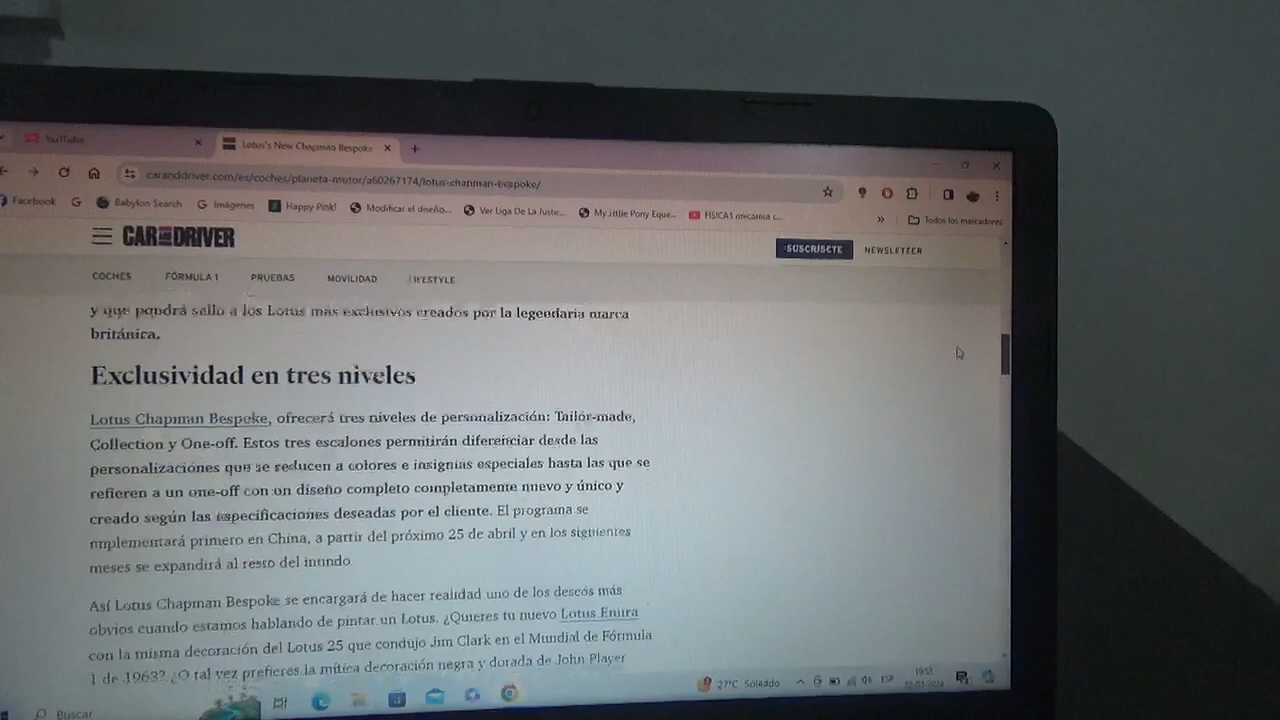 YouTube
Lotus's New Chapman Bespoke
caranddriver.com/es/coches/planeta-motor/a60267174/lotus-chapman-bespoke/
Facebook G Babylon Search Imágenes Happy Pink! Modificar el diseño... Ver Liga De La Justic... My Little Pony Eque... FISICA1 mecanica c... » Todos los marcadores
CAR AND DRIVER SUSCRÍBETE NEWSLETTER
COCHES FÓRMULA 1 PRUEBAS MOVILIDAD LIFESTYLE
y que pondrá sello a los Lotus más exclusivos creados por la legendaria marca
británica.
Exclusividad en tres niveles
Lotus Chapman Bespoke, ofrecerá tres niveles de personalización: Tailor-made,
Collection y One-off. Estos tres escalones permitirán diferenciar desde las
personalizaciones que se reducen a colores e insignias especiales hasta las que se
refieren a un one-off con un diseño completo completamente nuevo y único y
creado según las especificaciones deseadas por el cliente. El programa se
implementará primero en China, a partir del próximo 25 de abril y en los siguientes
meses se expandirá al resto del mundo.
Así Lotus Chapman Bespoke se encargará de hacer realidad uno de los deseos más
obvios cuando estamos hablando de pintar un Lotus. ¿Quieres tu nuevo Lotus Emira
con la misma decoración del Lotus 25 que condujo Jim Clark en el Mundial de Fórmula
1 de 1963? ¿O tal vez prefieres la mítica decoración negra y dorada de John Player
Buscar 27°C Soleado ESP 19:51